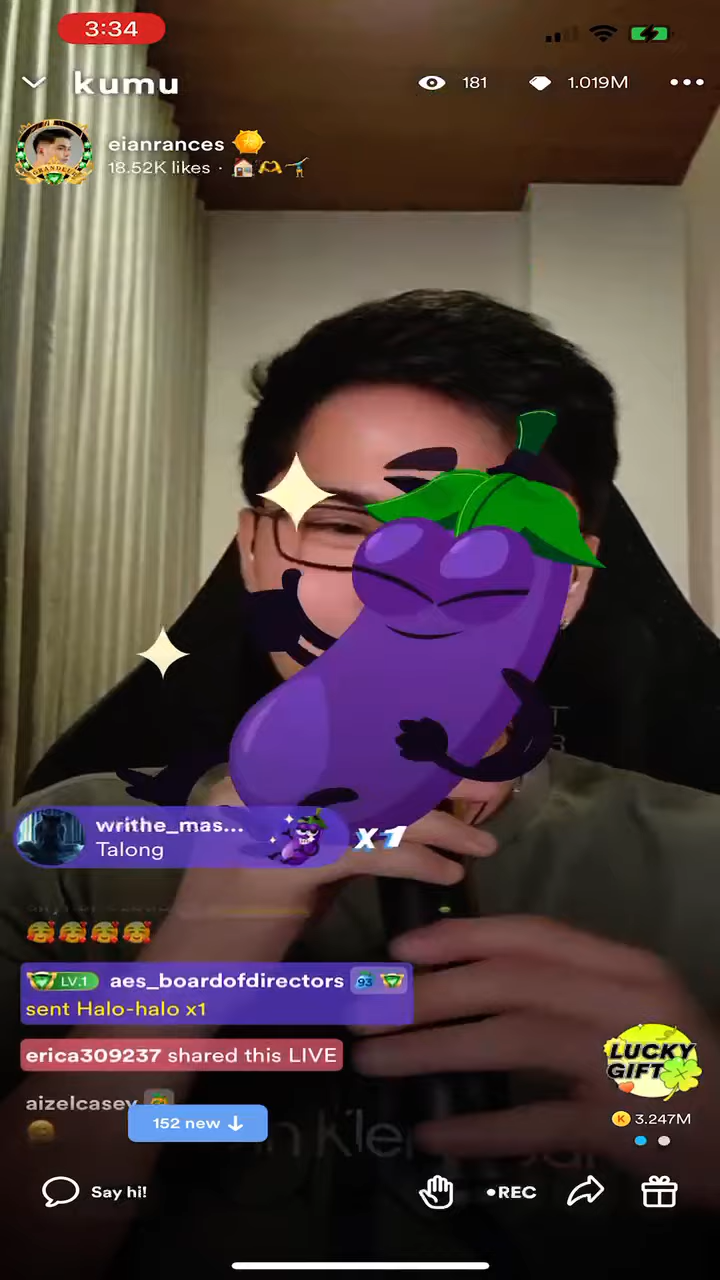 3:34
kumu
181
1.019M
eianrances
18.52K likes ·
GRANDEUR
writhe_mas...
Talong
X1
LV.1 aes_boardofdirectors 93
sent Halo-halo x1
erica309237 shared this LIVE
aizelcasey
152 new
LUCKY
GIFT
K 3.247M
Say hi!
•REC